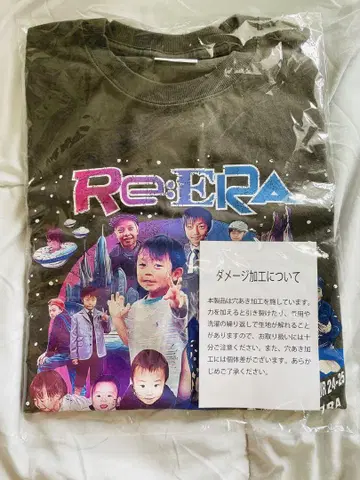 Re:ERA
ダメージ加工について
本製品は穴あき加工を施しています。
力を加えると引き裂けたり、着用や
洗濯の繰り返しで生地が解れること
がありますので、お取り扱いには十
分ご注意ください。また、穴あき加
工には個体差がございます。あらか
じめご了承ください。
24-25